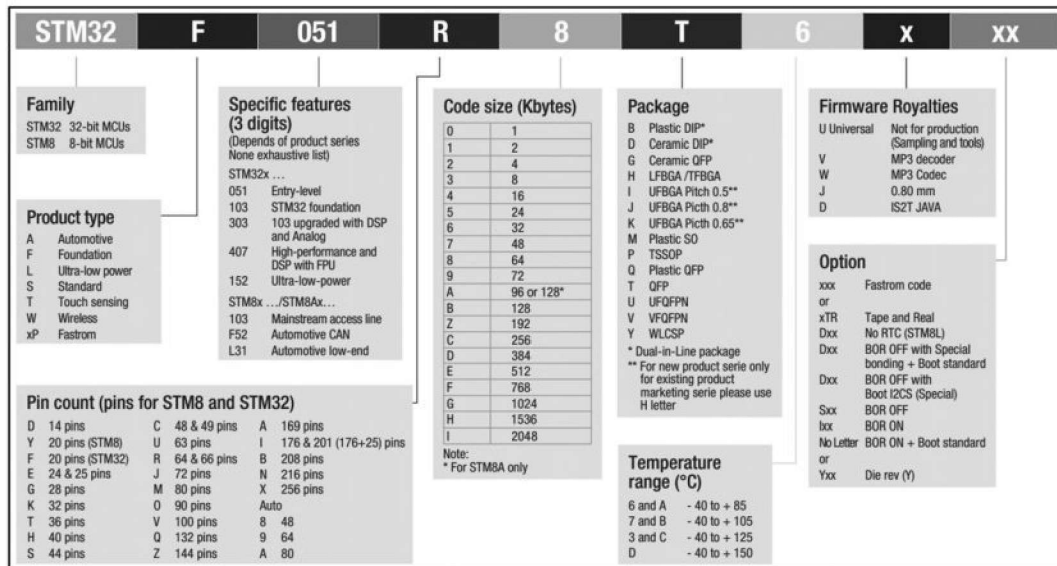 STM32 F 051 R 8 T 6 x xx
Family
STM32 32-bit MCUs
STM8 8-bit MCUs
Product type
A Automotive
F Foundation
L Ultra-low power
S Standard
T Touch sensing
W Wireless
xP Fastrom
Specific features
(3 digits)
(Depends of product series
None exhaustive list)
STM32x ...
051 Entry-level
103 STM32 foundation
303 103 upgraded with DSP
and Analog
407 High-performance and
DSP with FPU
152 Ultra-low-power
STM8x .../STM8Ax...
103 Mainstream access line
F52 Automotive CAN
L31 Automotive low-end
Pin count (pins for STM8 and STM32)
D 14 pins
Y 20 pins (STM8)
F 20 pins (STM32)
E 24 & 25 pins
G 28 pins
K 32 pins
T 36 pins
H 40 pins
S 44 pins
C 48 & 49 pins
U 63 pins
R 64 & 66 pins
J 72 pins
M 80 pins
O 90 pins
V 100 pins
Q 132 pins
Z 144 pins
A 169 pins
I 176 & 201 (176+25) pins
B 208 pins
N 216 pins
X 256 pins
Auto
8 48
9 64
A 80
Code size (Kbytes)
0 1
1 2
2 4
3 8
4 16
5 24
6 32
7 48
8 64
9 72
A 96 or 128*
B 128
Z 192
C 256
D 384
E 512
F 768
G 1024
H 1536
I 2048
Note:
* For STM8A only
Package
B Plastic DIP*
D Ceramic DIP*
G Ceramic QFP
H LFBGA /TFBGA
I UFBGA Pitch 0.5**
J UFBGA Picth 0.8**
K UFBGA Picth 0.65**
M Plastic SO
P TSSOP
Q Plastic QFP
T QFP
U UFQFPN
V VFQFPN
Y WLCSP
* Dual-in-Line package
** For new product serie only
for existing product
marketing serie please use
H letter
Temperature
range (°C)
6 and A - 40 to + 85
7 and B - 40 to + 105
3 and C - 40 to + 125
D - 40 to + 150
Firmware Royalties
U Universal Not for production
(Sampling and tools)
V MP3 decoder
W MP3 Codec
J 0.80 mm
D IS2T JAVA
Option
xxx Fastrom code
or
xTR Tape and Real
Dxx No RTC (STM8L)
Dxx BOR OFF with Special
bonding + Boot standard
Dxx BOR OFF with
Boot I2CS (Special)
Sxx BOR OFF
Ixx BOR ON
No Letter BOR ON + Boot standard
or
Yxx Die rev (Y)